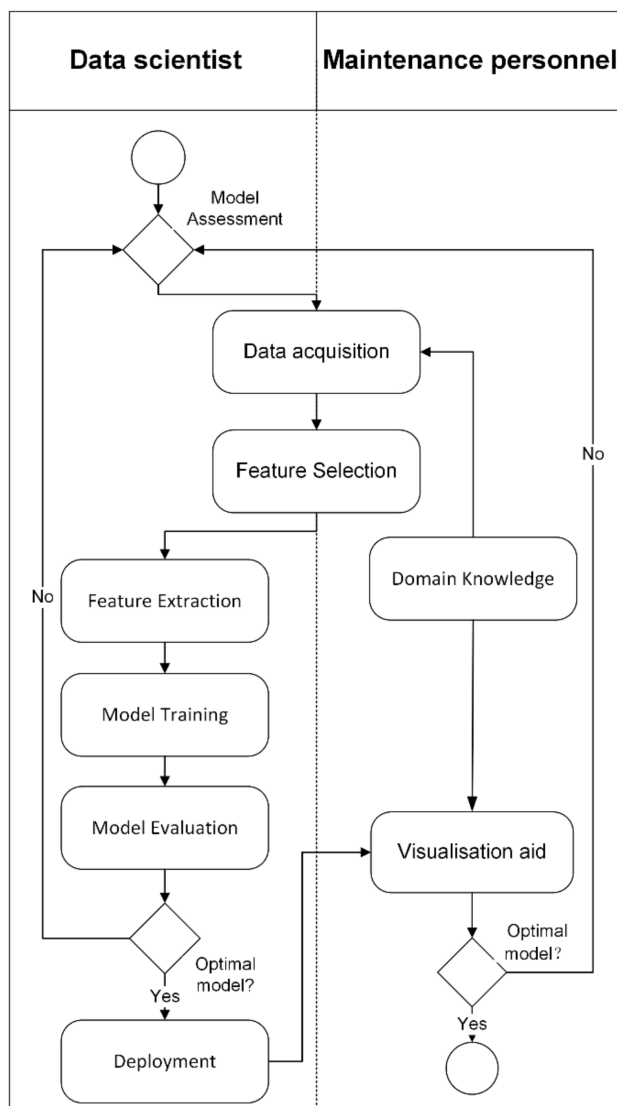 Data scientist
Maintenance personnel
Model
Assessment
Data acquisition
Feature Selection
No
No
Feature Extraction
Domain Knowledge
Model Training
Model Evaluation
Visualisation aid
Optimal
model?
Optimal
model?
Yes
Yes
Deployment